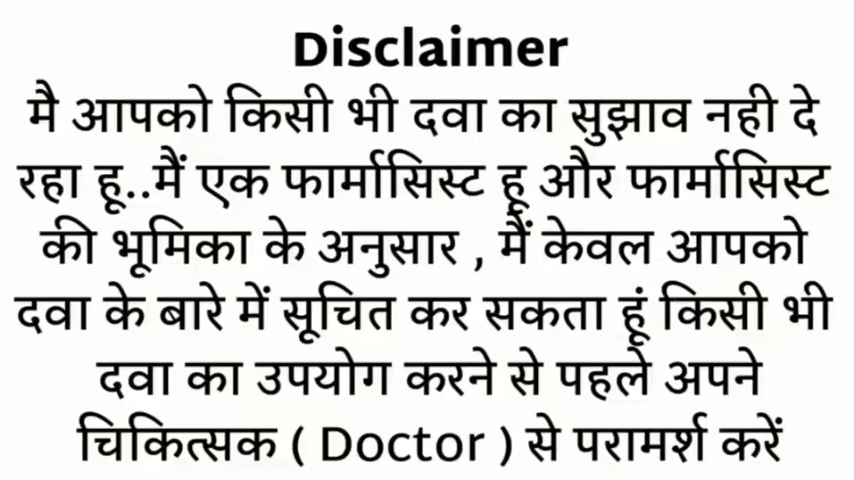 Disclaimer
मै आपको किसी भी दवा का सुझाव नही दे
रहा हू..मैं एक फार्मासिस्ट हू और फार्मासिस्ट
की भूमिका के अनुसार , मैं केवल आपको
दवा के बारे में सूचित कर सकता हूं किसी भी
दवा का उपयोग करने से पहले अपने
चिकित्सक ( Doctor ) से परामर्श करें